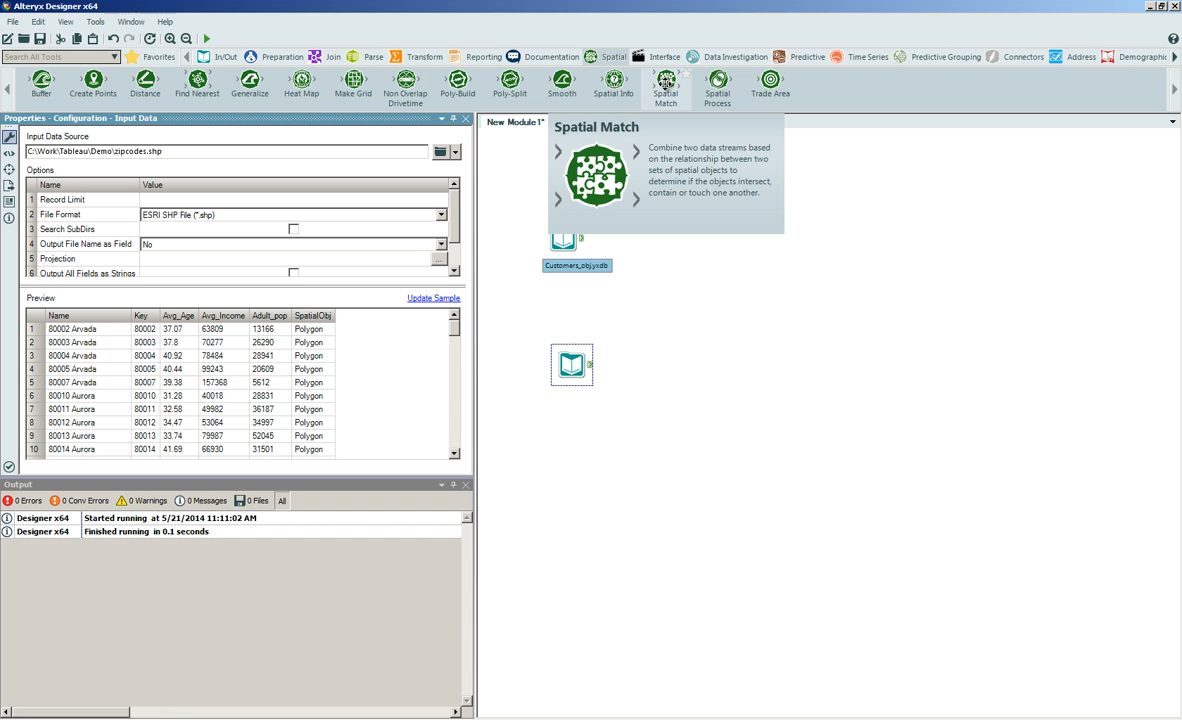 Alteryx Designer x64
File Edit View Tools Window Help
Search All Tools Favorites In/Out Preparation Join Parse Transform Reporting Documentation Spatial Interface Data Investigation Predictive Time Series Predictive Grouping Connectors Address Demographic
Buffer Create Points Distance Find Nearest Generalize Heat Map Make Grid Non Overlap Drivetime Poly-Build Poly-Split Smooth Spatial Info Spatial Match Spatial Process Trade Area
Properties - Configuration - Input Data
New Module1*
Spatial Match
Combine two data streams based
on the relationship between two
sets of spatial objects to
determine if the objects intersect,
contain or touch one another.
Customers_obj.yxdb
Input Data Source
C:\Work\Tableau\Demo\zipcodes.shp
Options
Name Value
1 Record Limit
2 File Format ESRI SHP File (*.shp)
3 Search SubDirs
4 Output File Name as Field No
5 Projection ...
6 Output All Fields as Strings
Preview Update Sample
Name Key Avg_Age Avg_Income Adult_pop SpatialObj
1 80002 Arvada 80002 37.07 63809 13166 Polygon
2 80003 Arvada 80003 37.8 70277 26290 Polygon
3 80004 Arvada 80004 40.92 78484 28941 Polygon
4 80005 Arvada 80005 40.44 99243 20609 Polygon
5 80007 Arvada 80007 39.38 157368 5612 Polygon
6 80010 Aurora 80010 31.28 40018 28831 Polygon
7 80011 Aurora 80011 32.58 49982 36187 Polygon
8 80012 Aurora 80012 34.47 53064 34997 Polygon
9 80013 Aurora 80013 33.74 79987 52045 Polygon
10 80014 Aurora 80014 41.69 66930 31501 Polygon
Output
0 Errors 0 Conv Errors 0 Warnings 0 Messages 0 Files All
Designer x64 Started running at 5/21/2014 11:11:02 AM
Designer x64 Finished running in 0.1 seconds